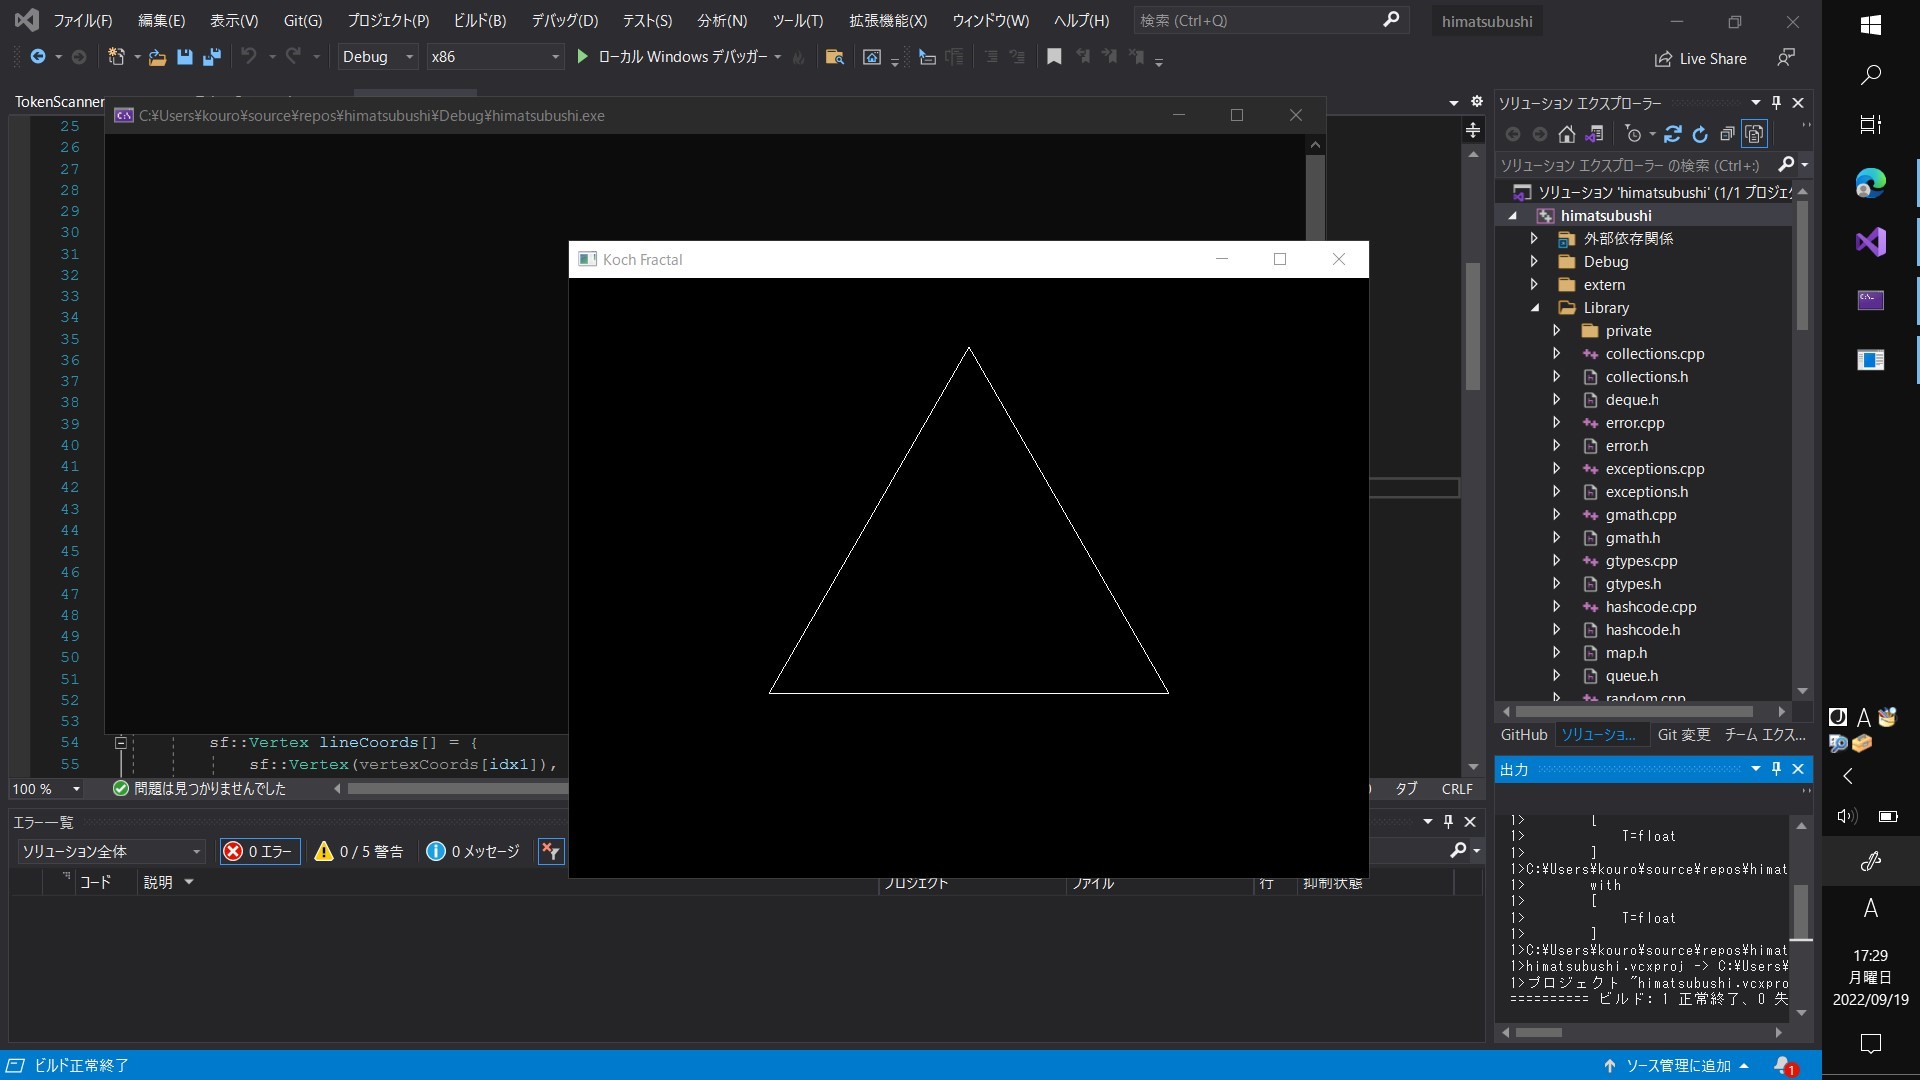 ファイル(F) 編集(E) 表示(V) Git(G) プロジェクト(P) ビルド(B) デバッグ(D) テスト(S) 分析(N) ツール(T) 拡張機能(X) ウィンドウ(W) ヘルプ(H) 検索 (Ctrl+Q) himatsubushi
Debug x86 ローカル Windows デバッガー Live Share
TokenScanner
C:¥Users¥kouro¥source¥repos¥himatsubushi¥Debug¥himatsubushi.exe
25
26
27
28
29
30
31
32
33
34
35
36
37
38
39
40
41
42
43
44
45
46
47
48
49
50
51
52
53
54 sf::Vertex lineCoords[] = {
55 sf::Vertex(vertexCoords[idx1]),
Koch Fractal
100 % 問題は見つかりませんでした タブ CRLF
エラー一覧
ソリューション全体 0 エラー 0 / 5 警告 0 メッセージ
コード 説明 プロジェクト ファイル 行 抑制状態
ソリューション エクスプローラー
ソリューション エクスプローラー の検索 (Ctrl+:)
ソリューション 'himatsubushi' (1/1 プロジェ
himatsubushi
外部依存関係
Debug
extern
Library
private
collections.cpp
collections.h
deque.h
error.cpp
error.h
exceptions.cpp
exceptions.h
gmath.cpp
gmath.h
gtypes.cpp
gtypes.h
hashcode.cpp
hashcode.h
map.h
queue.h
random.cpp
GitHub ソリューショ... Git 変更 チーム エクス...
出力
1> [
1> T=float
1> ]
1>C:¥Users¥kouro¥source¥repos¥himat
1> with
1> [
1> T=float
1> ]
1>C:¥Users¥kouro¥source¥repos¥himat
1>himatsubushi.vcxproj -> C:¥Users¥
1>プロジェクト "himatsubushi.vcxpro
========== ビルド: 1 正常終了、0 失
ビルド正常終了 ソース管理に追加 1
A
A
17:29
月曜日
2022/09/19